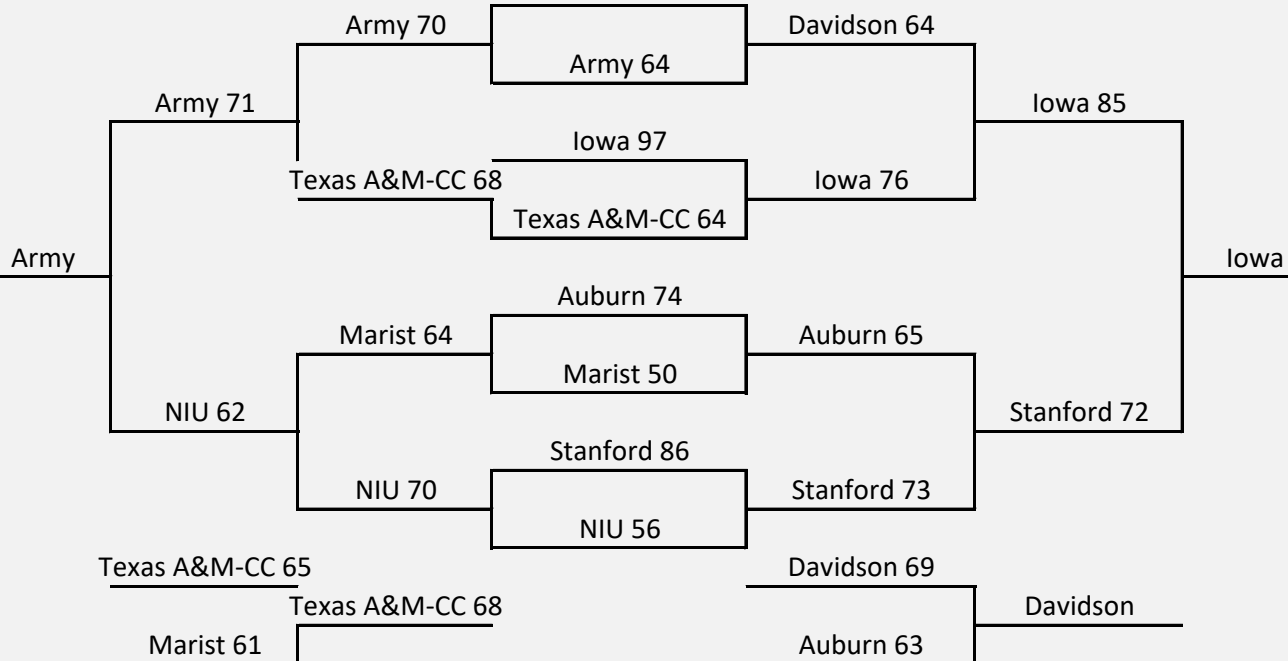 Army 70
Davidson 64
Army 64
Army 71
Iowa 85
Iowa 97
Texas A&M-CC 68
Iowa 76
Texas A&M-CC 64
Army
Iowa
Auburn 74
Marist 64
Auburn 65
Marist 50
NIU 62
Stanford 72
Stanford 86
NIU 70
Stanford 73
NIU 56
Texas A&M-CC 65
Davidson 69
Texas A&M-CC 68
Davidson
Marist 61
Auburn 63